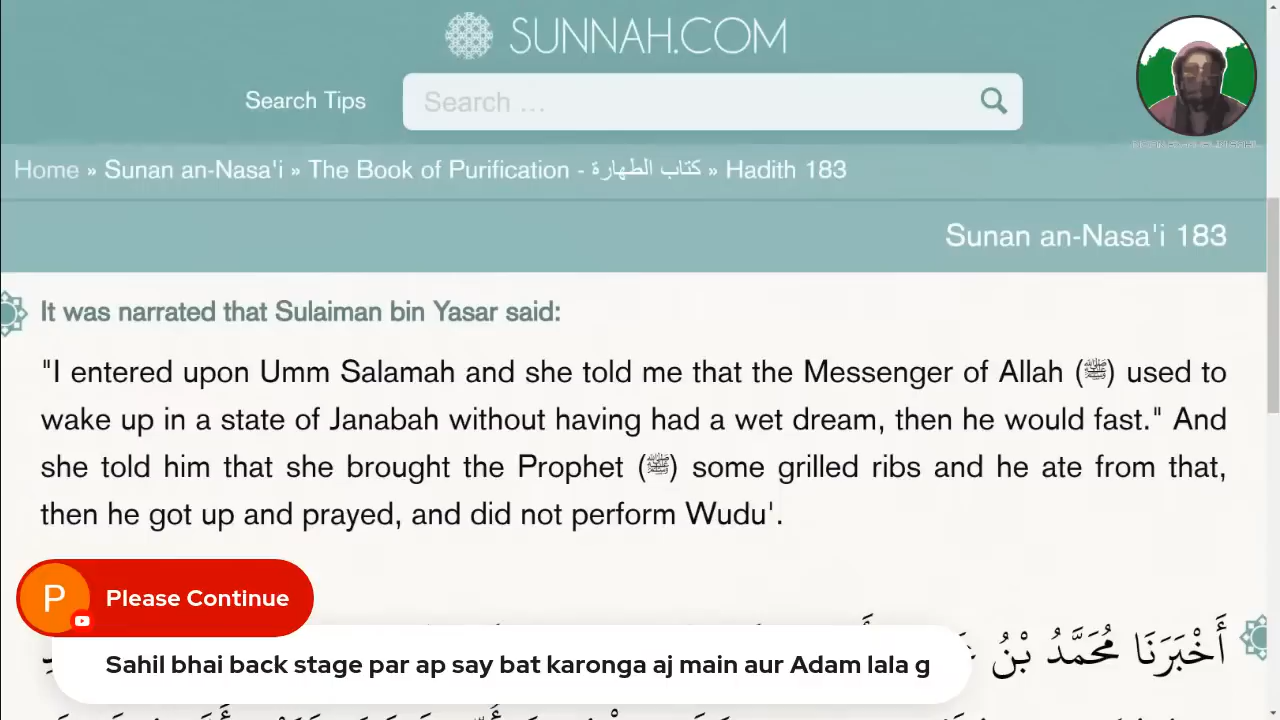 SUNNAH.COM
Search Tips
Search ...
Home » Sunan an-Nasa'i » The Book of Purification - كتاب الطهارة » Hadith 183
Sunan an-Nasa'i 183
It was narrated that Sulaiman bin Yasar said:
"I entered upon Umm Salamah and she told me that the Messenger of Allah (ﷺ) used to
wake up in a state of Janabah without having had a wet dream, then he would fast." And
she told him that she brought the Prophet (ﷺ) some grilled ribs and he ate from that,
then he got up and prayed, and did not perform Wudu'.
P
Please Continue
أَخْبَرَنَا مُحَمَّدُ بْنُ
Sahil bhai back stage par ap say bat karonga aj main aur Adam lala g